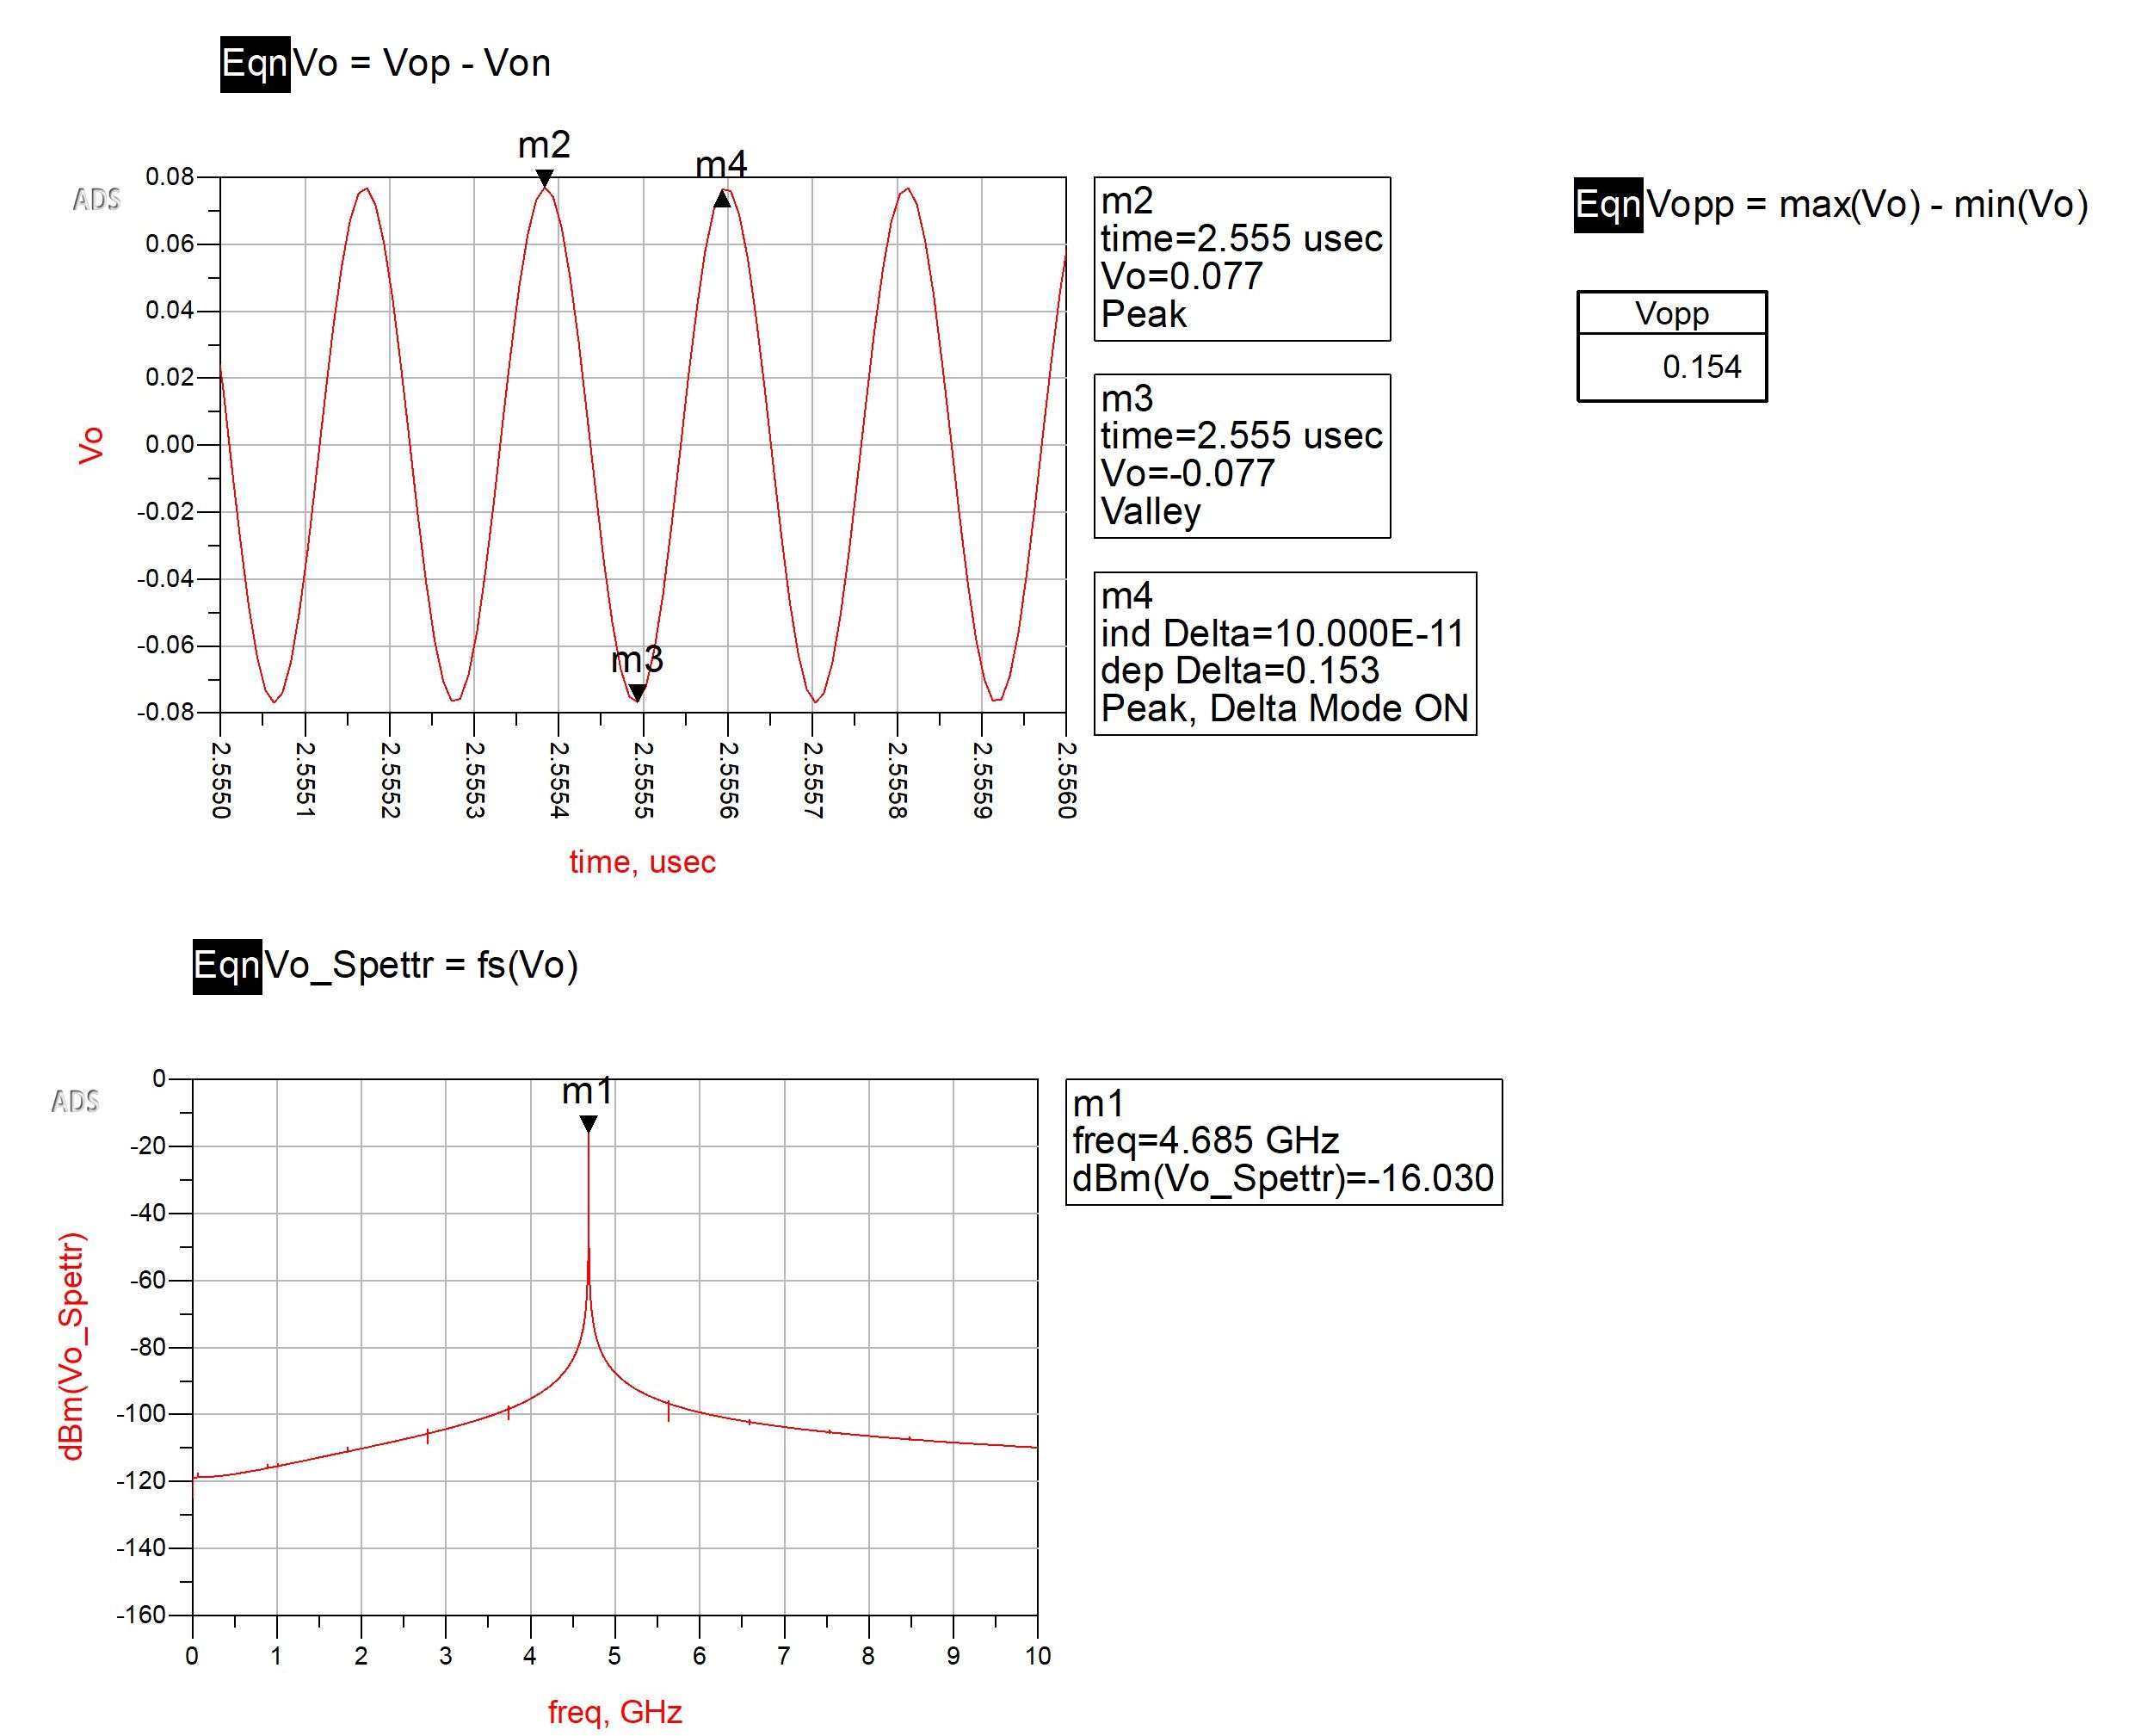 Eqn Vo = Vop - Von
m2
m4
ADS
0.08
0.06
0.04
0.02
0.00
-0.02
-0.04
-0.06
-0.08
Vo
m3
2.5550
2.5551
2.5552
2.5553
2.5554
2.5555
2.5556
2.5557
2.5558
2.5559
2.5560
time, usec
m2
time=2.555 usec
Vo=0.077
Peak
m3
time=2.555 usec
Vo=-0.077
Valley
m4
ind Delta=10.000E-11
dep Delta=0.153
Peak, Delta Mode ON
Eqn Vopp = max(Vo) - min(Vo)
Vopp
0.154
Eqn Vo_Spettr = fs(Vo)
ADS
m1
0
-20
-40
-60
-80
-100
-120
-140
-160
dBm(Vo_Spettr)
0 1 2 3 4 5 6 7 8 9 10
freq, GHz
m1
freq=4.685 GHz
dBm(Vo_Spettr)=-16.030